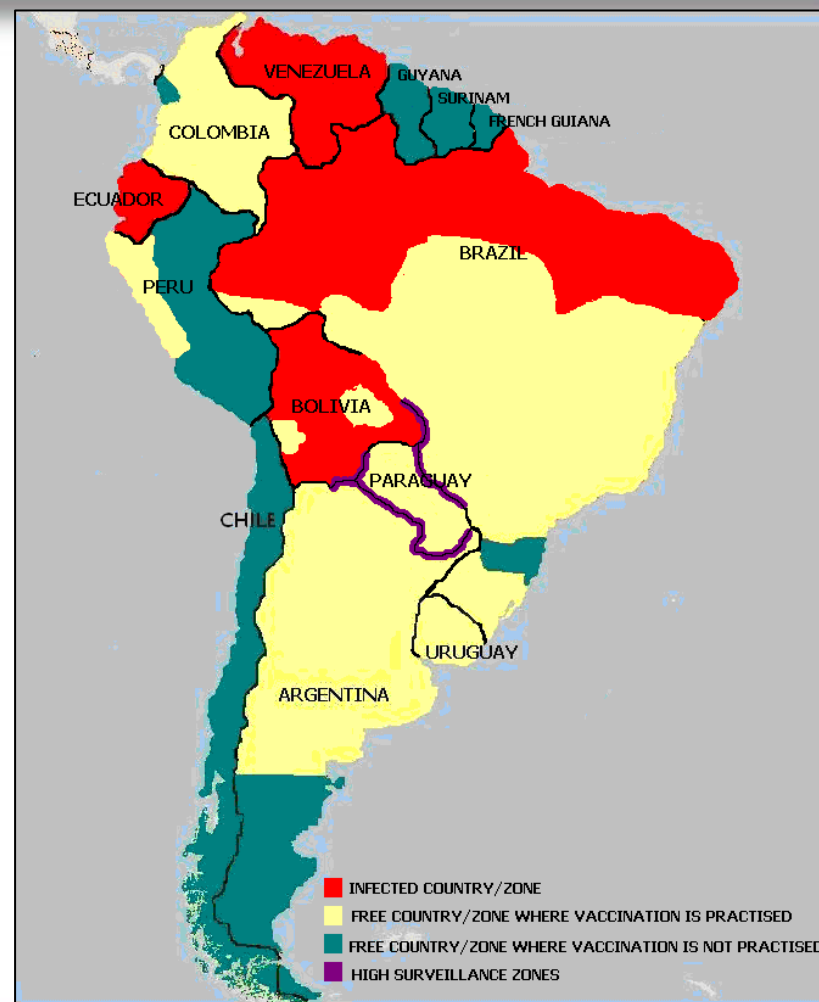 VENEZUELA
GUYANA
SURINAM
FRENCH GUIANA
COLOMBIA
ECUADOR
BRAZIL
PERU
BOLIVIA
PARAGUAY
CHILE
URUGUAY
ARGENTINA
INFECTED COUNTRY/ZONE
FREE COUNTRY/ZONE WHERE VACCINATION IS PRACTISED
FREE COUNTRY/ZONE WHERE VACCINATION IS NOT PRACTISED
HIGH SURVEILLANCE ZONES